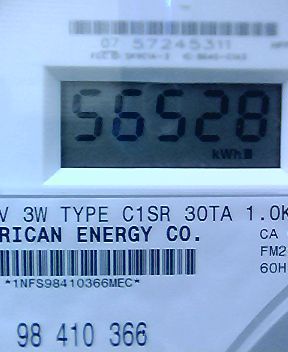 07 57245311
56528
kWh
V 3W TYPE C1SR 30TA 1.0K
RICAN ENERGY CO.
CA
FM2
60H
*1NFS98410366MEC*
98 410 366